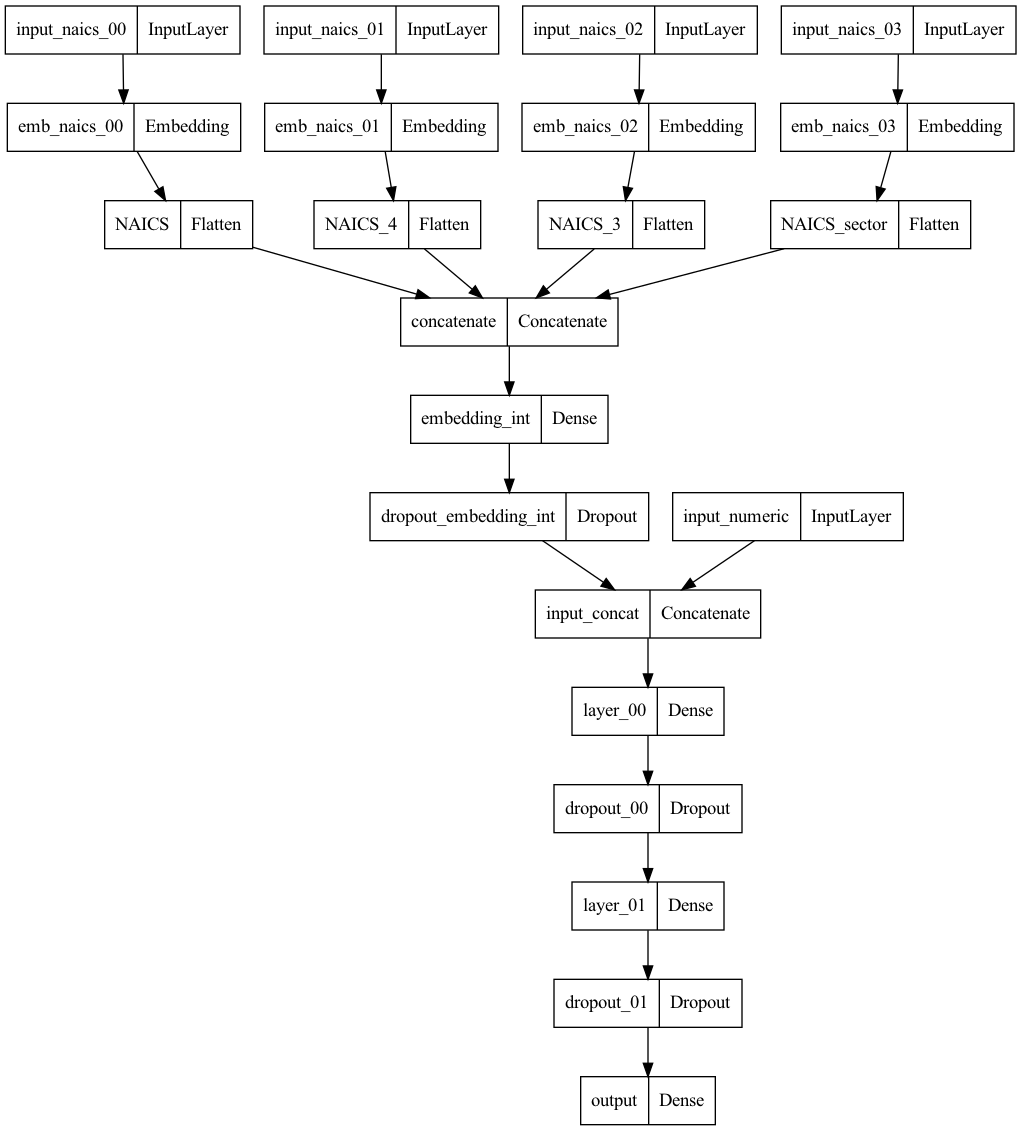 input_naics_00 InputLayer input_naics_01 InputLayer input_naics_02 InputLayer input_naics_03 InputLayer
emb_naics_00 Embedding emb_naics_01 Embedding emb_naics_02 Embedding emb_naics_03 Embedding
NAICS Flatten NAICS_4 Flatten NAICS_3 Flatten NAICS_sector Flatten
concatenate Concatenate
embedding_int Dense
dropout_embedding_int Dropout input_numeric InputLayer
input_concat Concatenate
layer_00 Dense
dropout_00 Dropout
layer_01 Dense
dropout_01 Dropout
output Dense